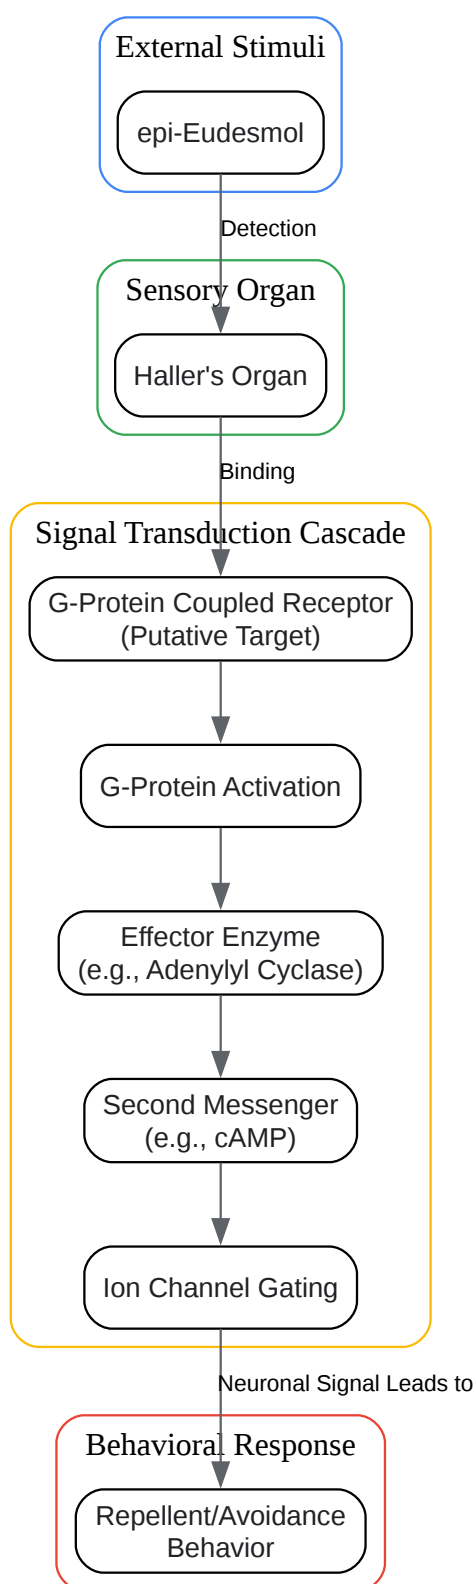 External Stimuli
epi-Eudesmol
Detection
Sensory Organ
Haller's Organ
Binding
Signal Transduction Cascade
G-Protein Coupled Receptor
(Putative Target)
G-Protein Activation
Effector Enzyme
(e.g., Adenylyl Cyclase)
Second Messenger
(e.g., cAMP)
Ion Channel Gating
Neuronal Signal Leads to
Behavioral Response
Repellent/Avoidance
Behavior